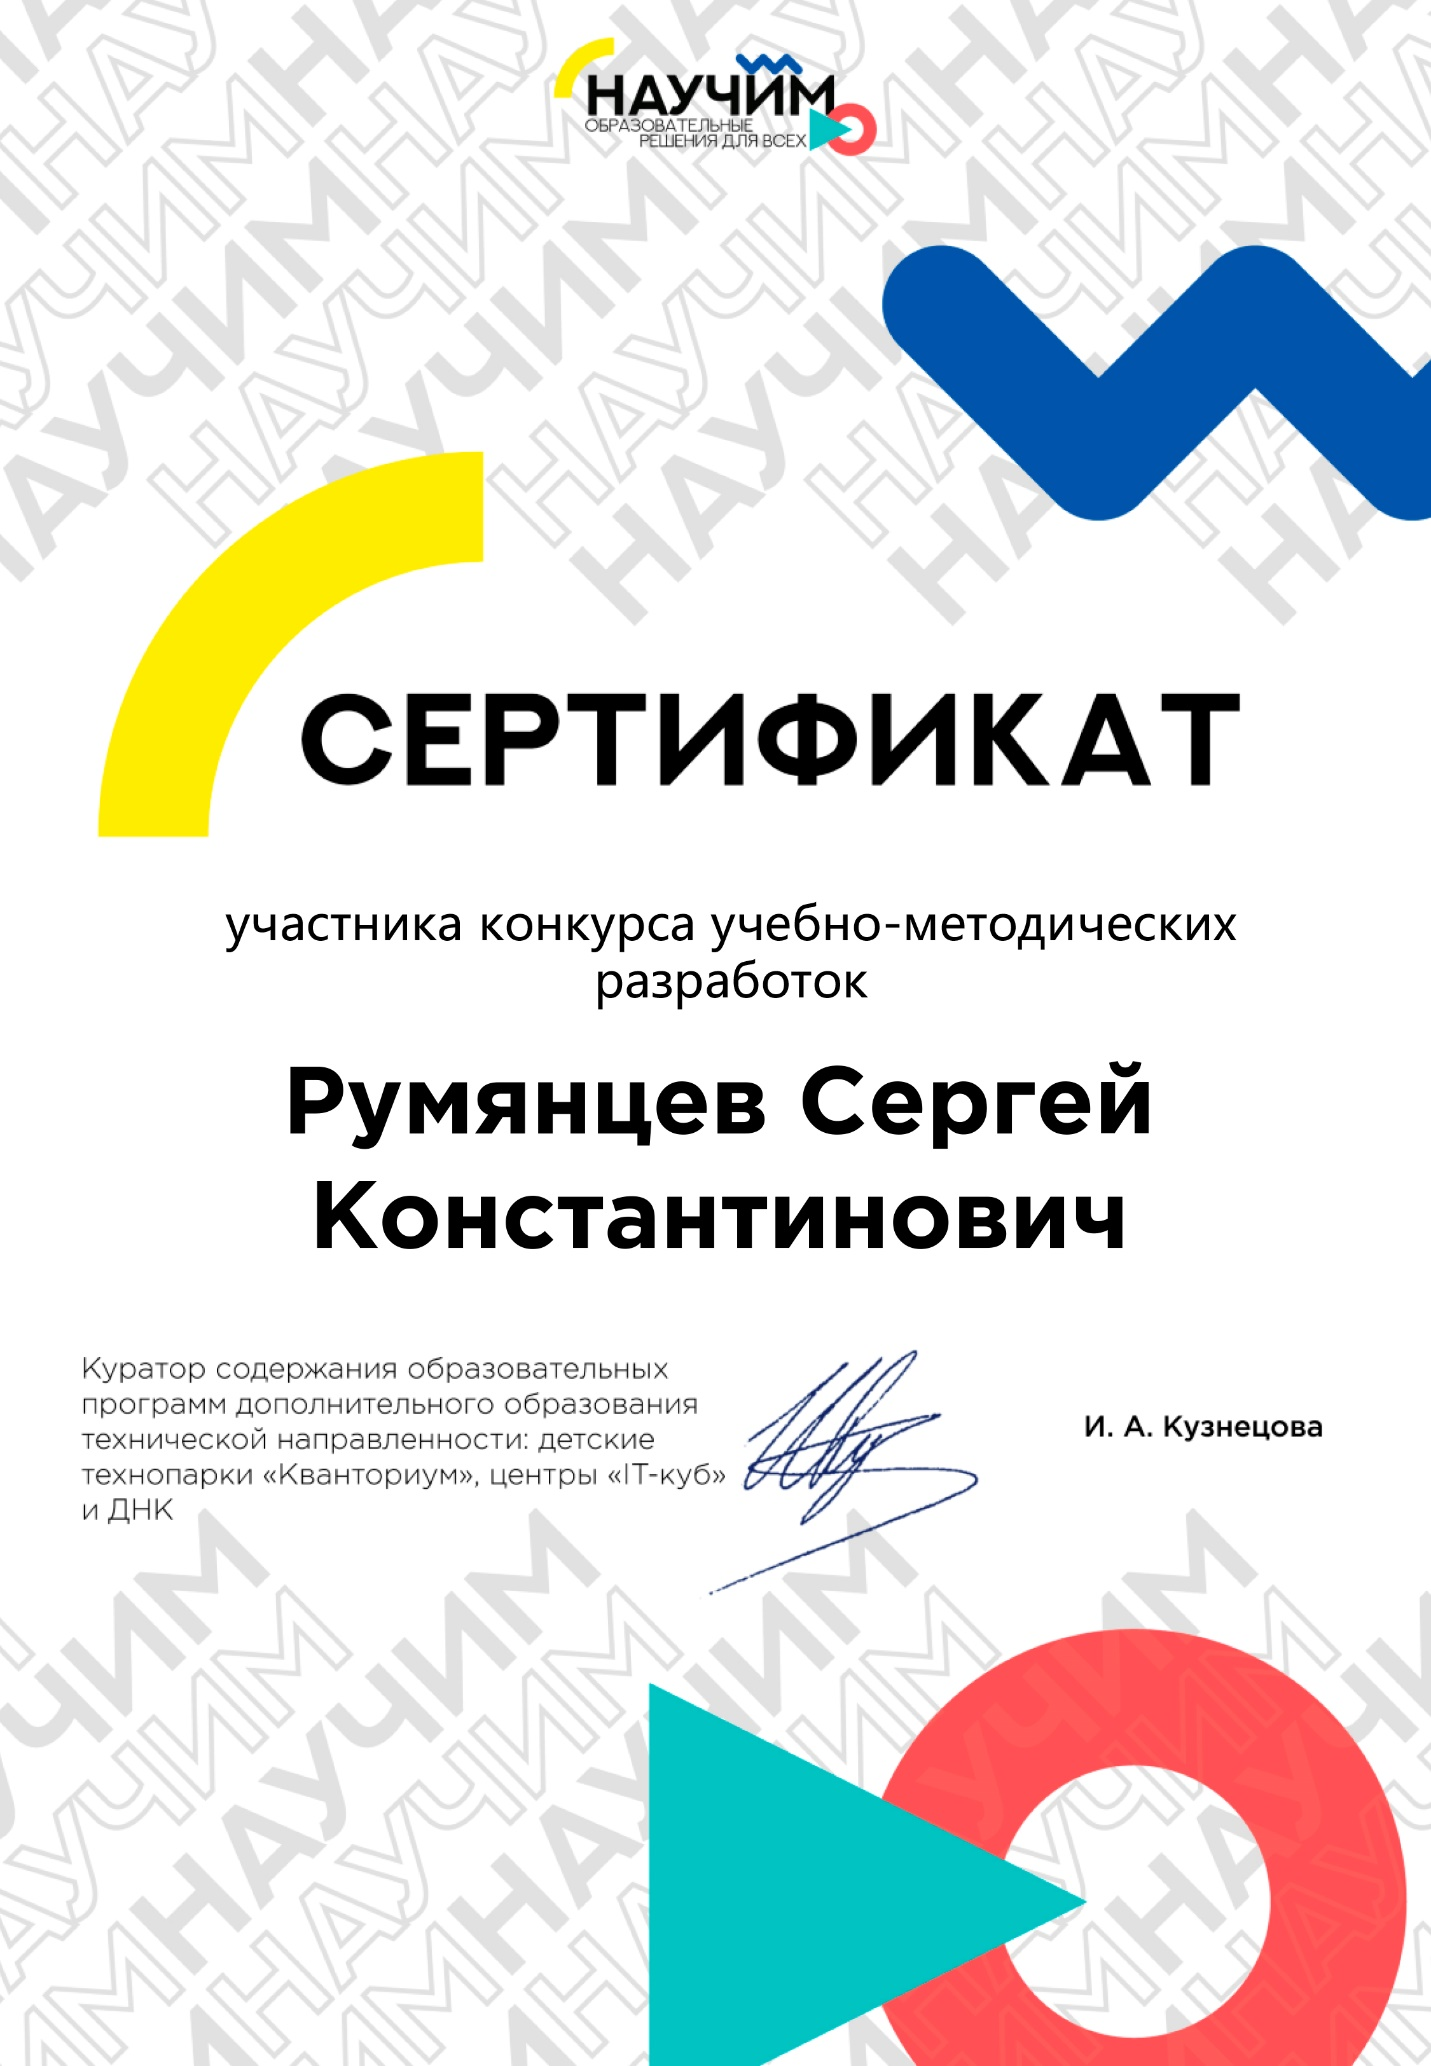 НАУЧИМ
ОБРАЗОВАТЕЛЬНЫЕ
РЕШЕНИЯ ДЛЯ ВСЕХ
СЕРТИФИКАТ
участника конкурса учебно-методических
разработок
Румянцев Сергей
Константинович
Куратор содержания образовательных
программ дополнительного образования
технической направленности: детские
технопарки «Кванториум», центры «IT-куб»
и ДНК
И. А. Кузнецова